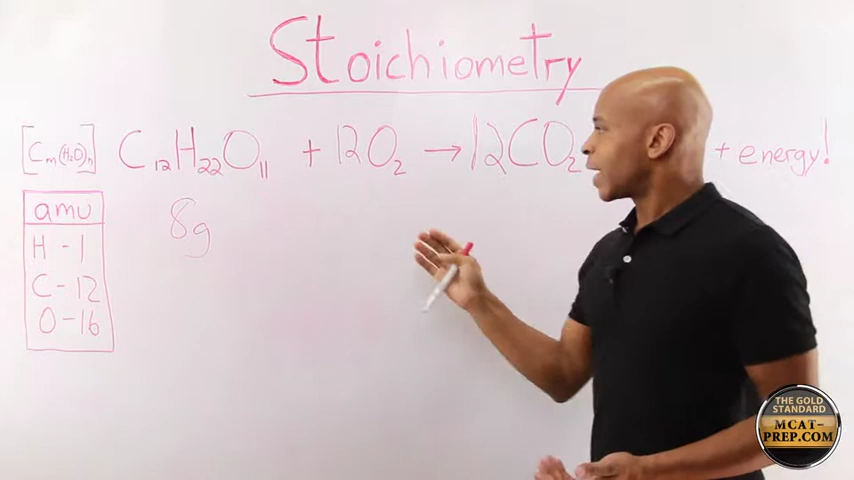 Stoichiometry
[Cm(H₂O)n] C₁₂H₂₂O₁₁ + 12O₂ → 12CO₂ + energy!
amu
H - 1
C - 12
O - 16
8g
THE GOLD
STANDARD
MCAT-
PREP.COM